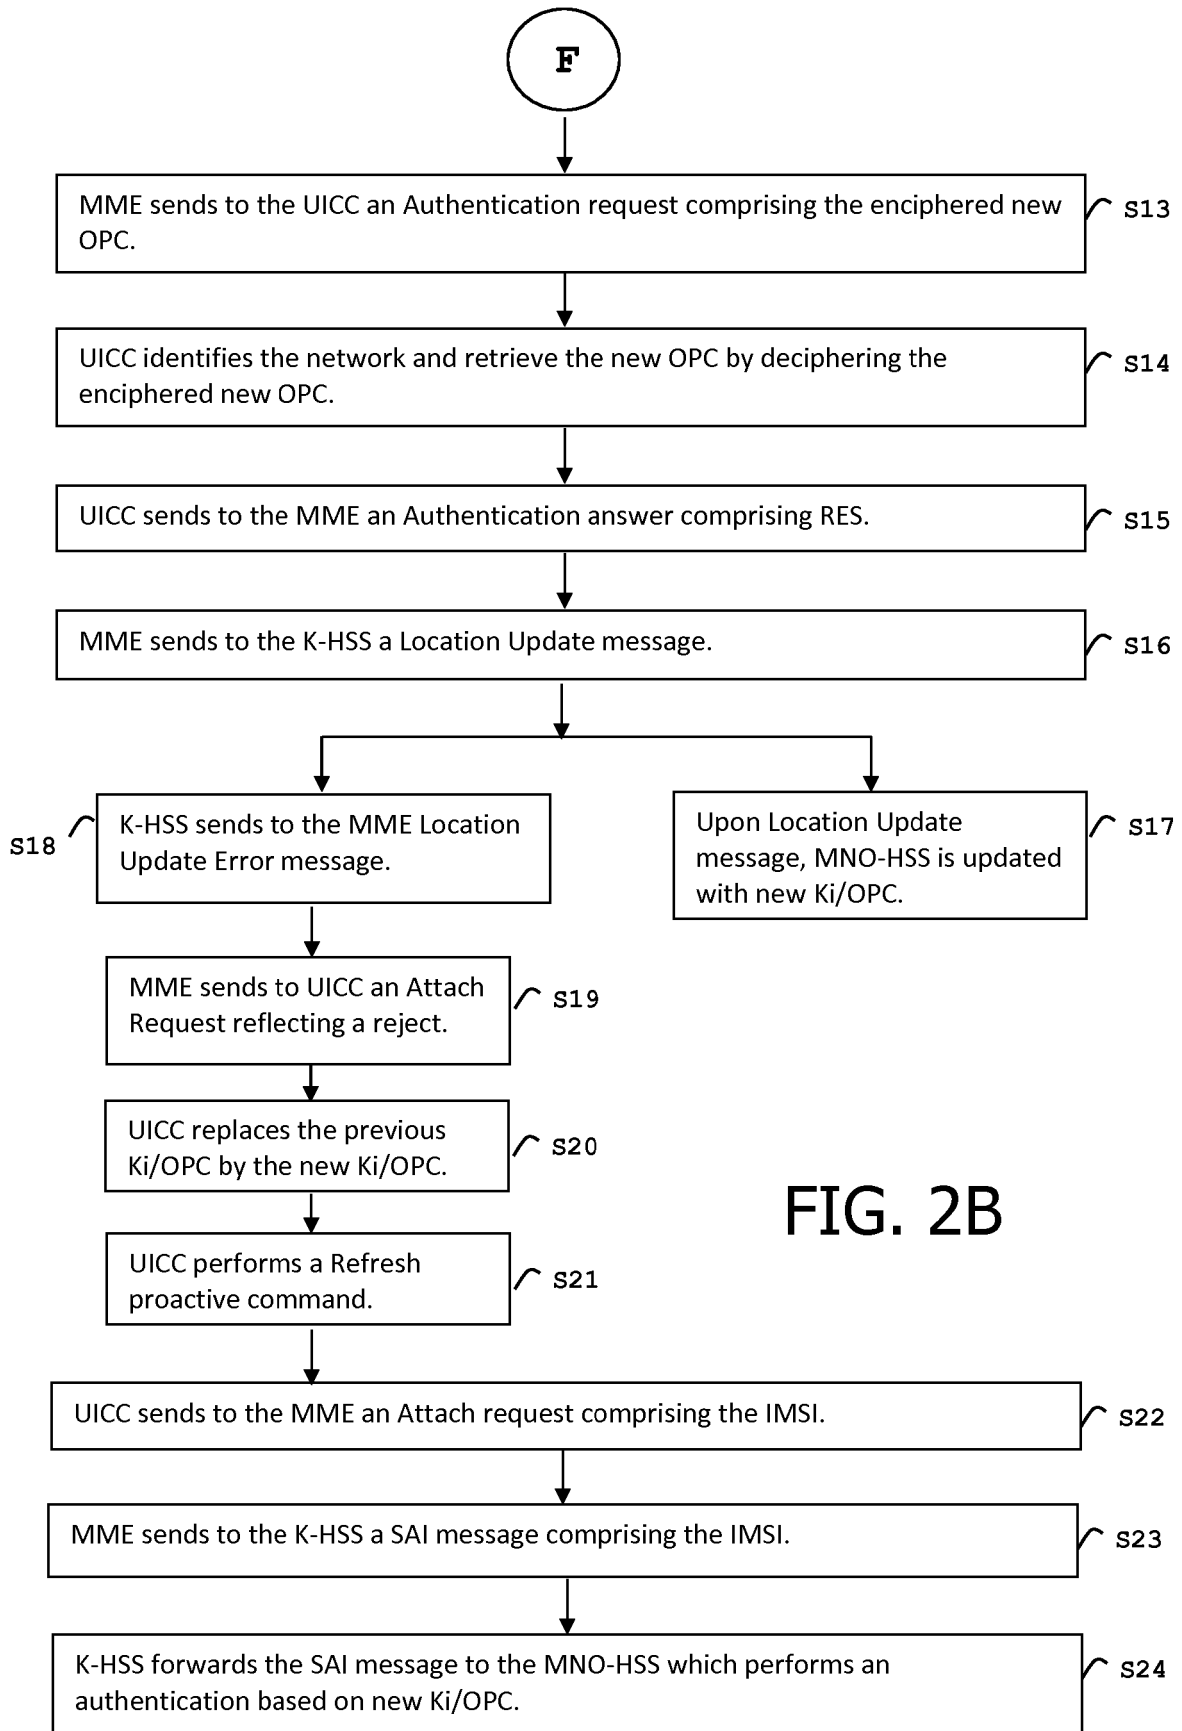 F
MME sends to the UICC an Authentication request comprising the enciphered new
OPC.
S13
UICC identifies the network and retrieve the new OPC by deciphering the
enciphered new OPC.
S14
UICC sends to the MME an Authentication answer comprising RES.
S15
MME sends to the K-HSS a Location Update message.
S16
S18
K-HSS sends to the MME Location
Update Error message.
Upon Location Update
message, MNO-HSS is updated
with new Ki/OPC.
S17
MME sends to UICC an Attach
Request reflecting a reject.
S19
UICC replaces the previous
Ki/OPC by the new Ki/OPC.
S20
FIG. 2B
UICC performs a Refresh
proactive command.
S21
UICC sends to the MME an Attach request comprising the IMSI.
S22
MME sends to the K-HSS a SAI message comprising the IMSI.
S23
K-HSS forwards the SAI message to the MNO-HSS which performs an
authentication based on new Ki/OPC.
S24